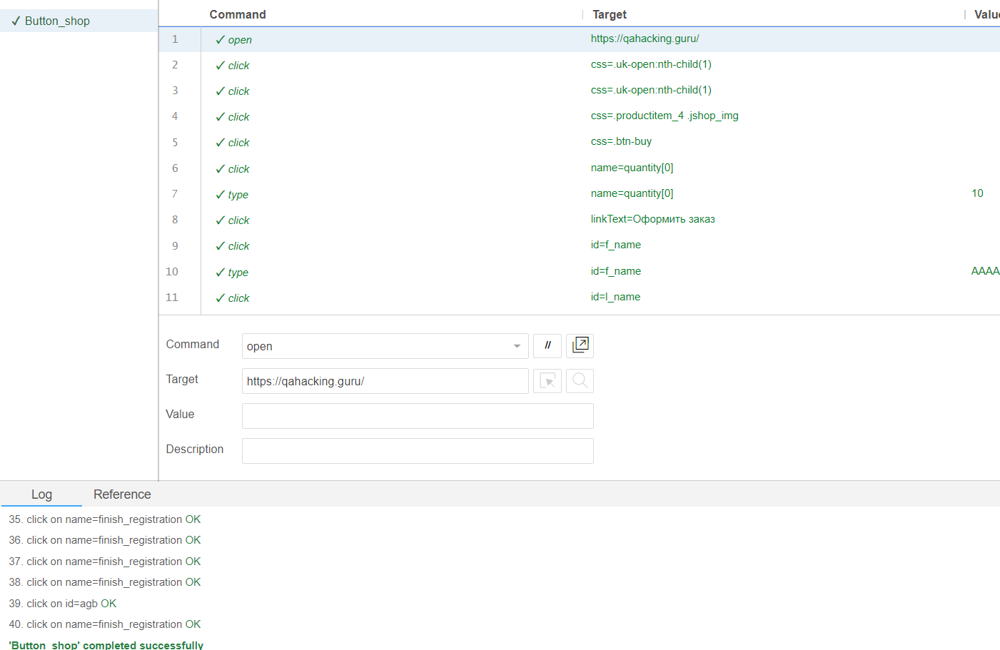 ✓ Button_shop
Command Target Value
1 ✓ open https://qahacking.guru/
2 ✓ click css=.uk-open:nth-child(1)
3 ✓ click css=.uk-open:nth-child(1)
4 ✓ click css=.productitem_4 .jshop_img
5 ✓ click css=.btn-buy
6 ✓ click name=quantity[0]
7 ✓ type name=quantity[0] 10
8 ✓ click linkText=Оформить заказ
9 ✓ click id=f_name
10 ✓ type id=f_name AAAA
11 ✓ click id=l_name
Command open //
Target https://qahacking.guru/
Value
Description
Log Reference
35. click on name=finish_registration OK
36. click on name=finish_registration OK
37. click on name=finish_registration OK
38. click on name=finish_registration OK
39. click on id=agb OK
40. click on name=finish_registration OK
'Button_shop' completed successfully